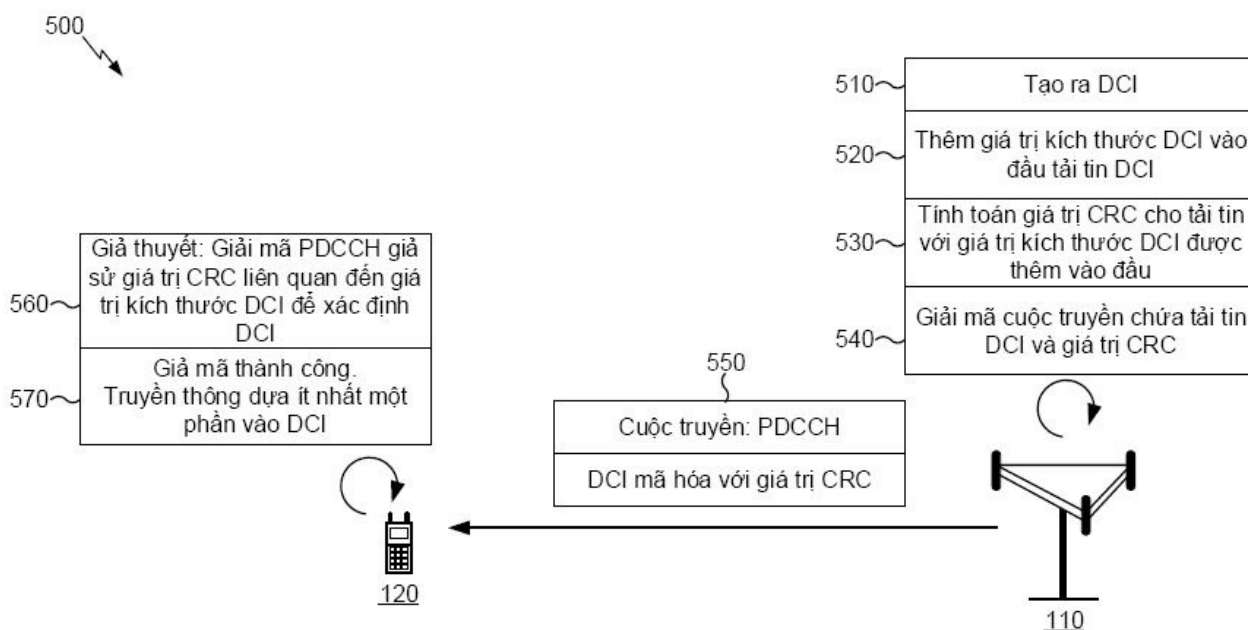 500
510
Tạo ra DCI
520
Thêm giá trị kích thước DCI vào
đầu tải tin DCI
530
Tính toán giá trị CRC cho tải tin
với giá trị kích thước DCI được
thêm vào đầu
540
Giải mã cuộc truyền chứa tải tin
DCI và giá trị CRC
560
Giả thuyết: Giải mã PDCCH giả
sử giá trị CRC liên quan đến giá
trị kích thước DCI để xác định
DCI
570
Giả mã thành công.
Truyền thông dựa ít nhất một
phần vào DCI
550
Cuộc truyền: PDCCH
DCI mã hóa với giá trị CRC
120
110